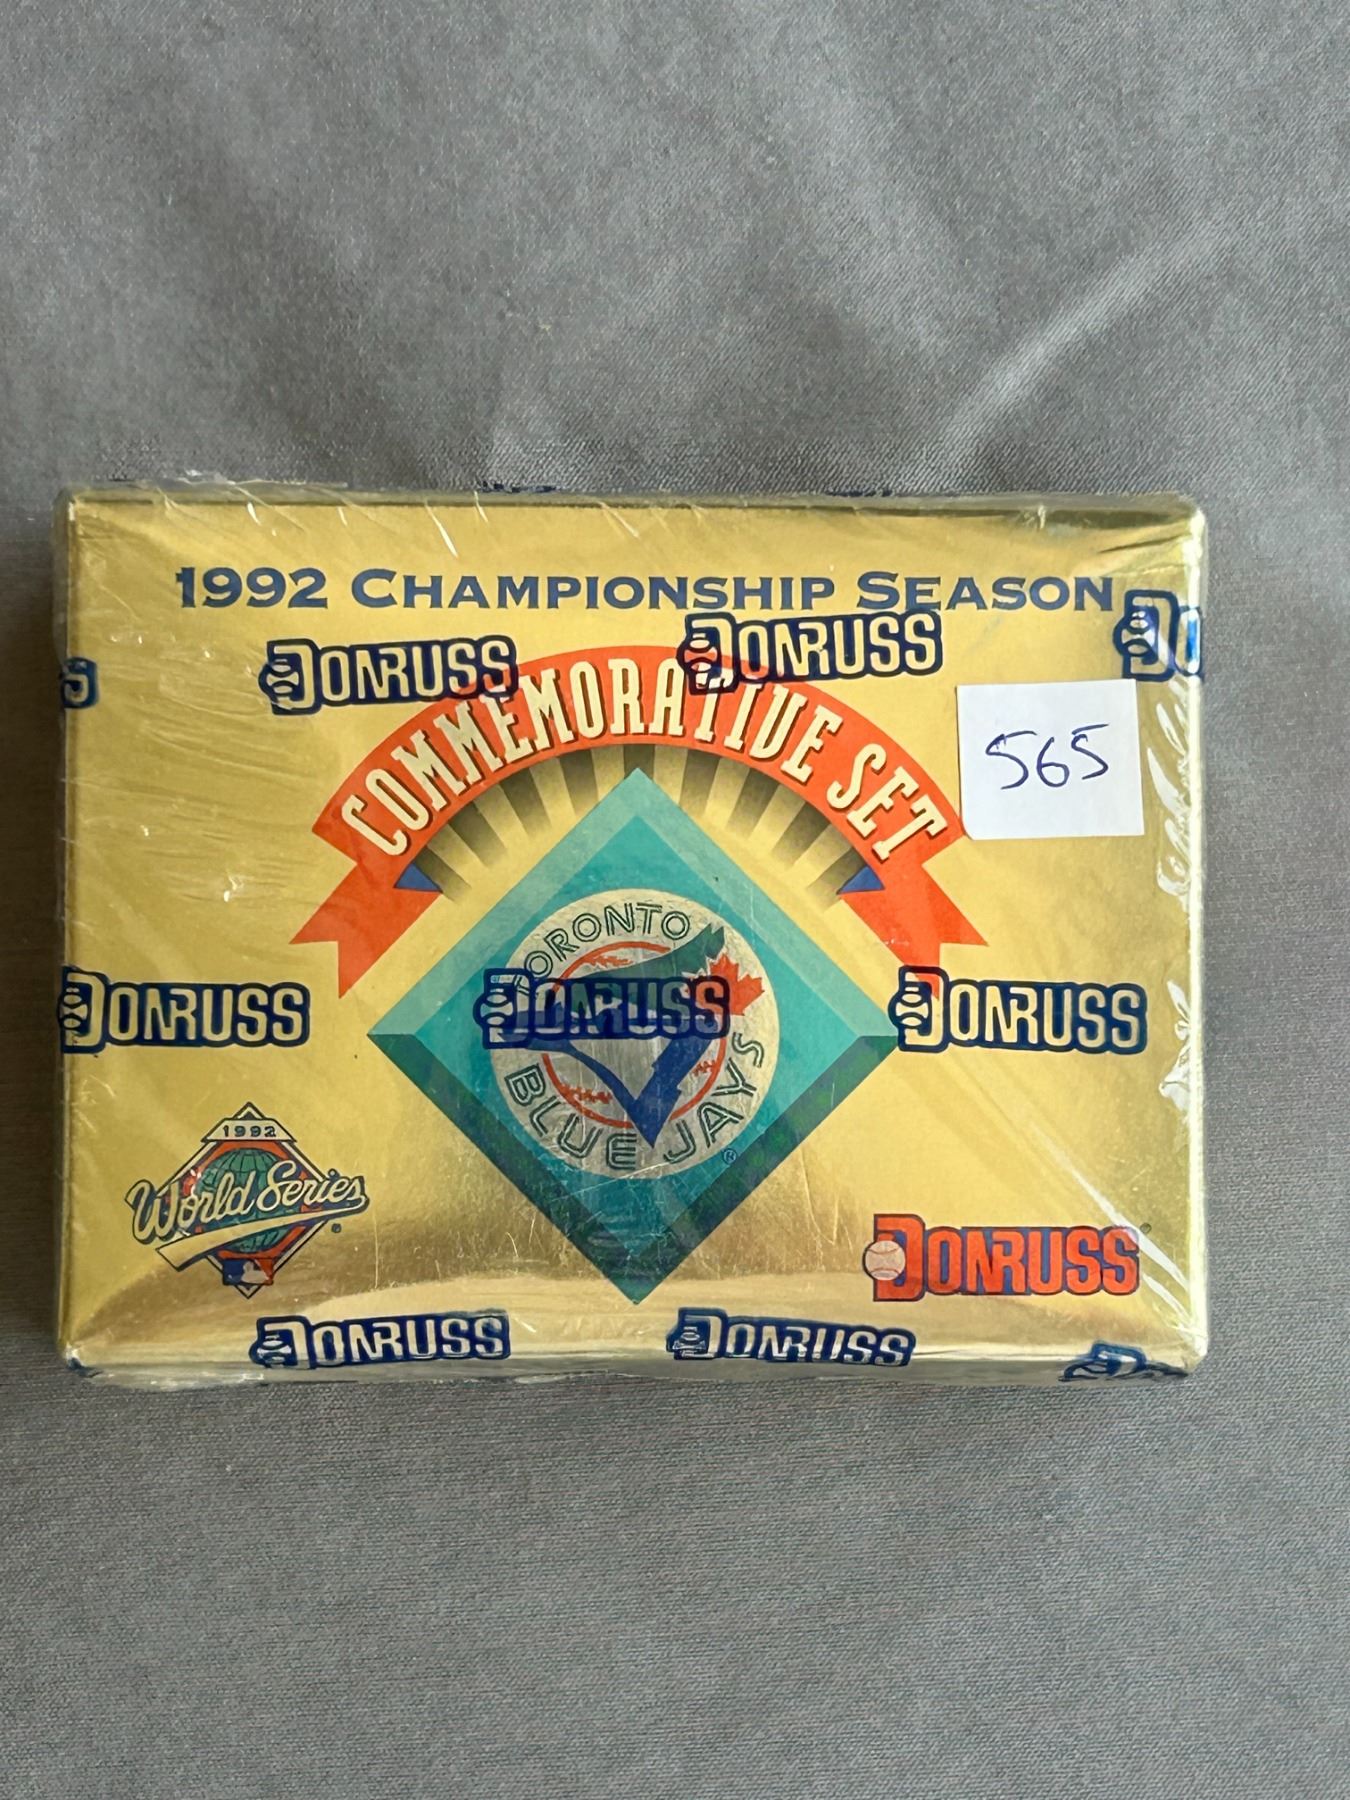 1992 CHAMPIONSHIP SEASON
DONRUSS DONRUSS DO
S
COMMEMORATIVE SET
565
TORONTO
DONRUSS DONRUSS DONRUSS
BLUE JAYS ®
1992
World Series ®
DONRUSS ®
DONRUSS DONRUSS D